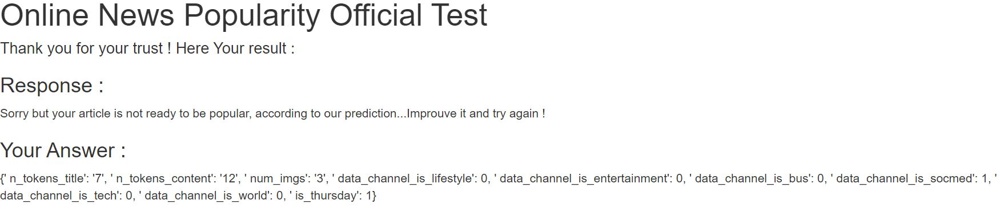 Online News Popularity Official Test
Thank you for your trust ! Here Your result :
Response :
Sorry but your article is not ready to be popular, according to our prediction...Improuve it and try again !
Your Answer :
{' n_tokens_title': '7', ' n_tokens_content': '12', ' num_imgs': '3', ' data_channel_is_lifestyle': 0, ' data_channel_is_entertainment': 0, ' data_channel_is_bus': 0, ' data_channel_is_socmed': 1, '
data_channel_is_tech': 0, ' data_channel_is_world': 0, ' is_thursday': 1}